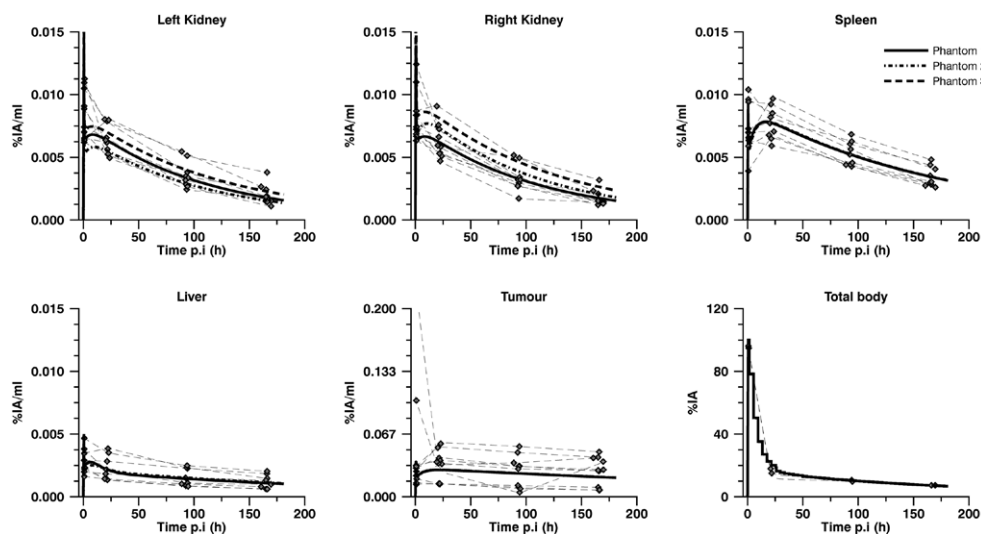 Left Kidney
Right Kidney
Spleen
0.015
0.010
0.005
0.000
%IA/ml
0 50 100 150 200
Time p.i (h)
0.015
0.010
0.005
0.000
%IA/ml
0 50 100 150 200
Time p.i (h)
0.015
0.010
0.005
0.000
%IA/ml
0 50 100 150 200
Time p.i (h)
Phantom
Phantom
Phantom
Liver
Tumour
Total body
0.015
0.010
0.005
0.000
%IA/ml
0 50 100 150 200
Time p.i (h)
0.200
0.133
0.067
0.000
%IA/ml
0 50 100 150 200
Time p.i (h)
120
80
40
0
%IA
0 50 100 150 200
Time p.i (h)